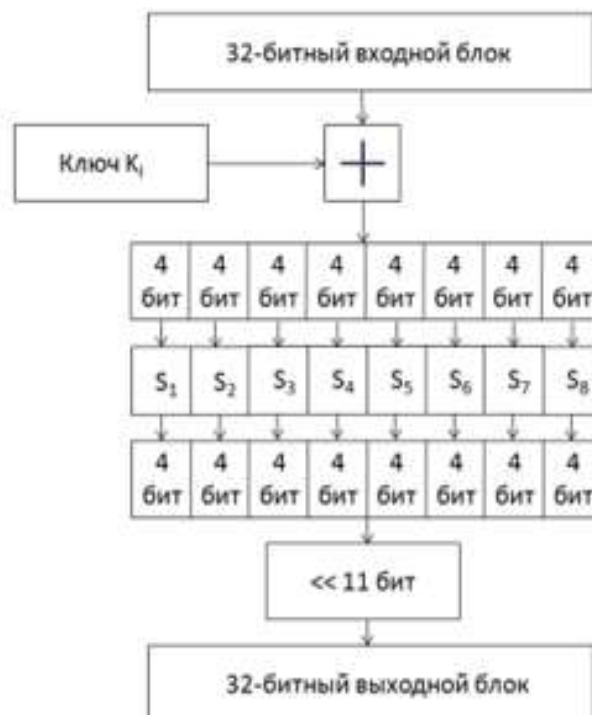 32-битный входной блок
Ключ Kᵢ
+
4 4 4 4 4 4 4 4
бит бит бит бит бит бит бит бит
S₁ S₂ S₃ S₄ S₅ S₆ S₇ S₈
4 4 4 4 4 4 4 4
бит бит бит бит бит бит бит бит
<< 11 бит
32-битный выходной блок